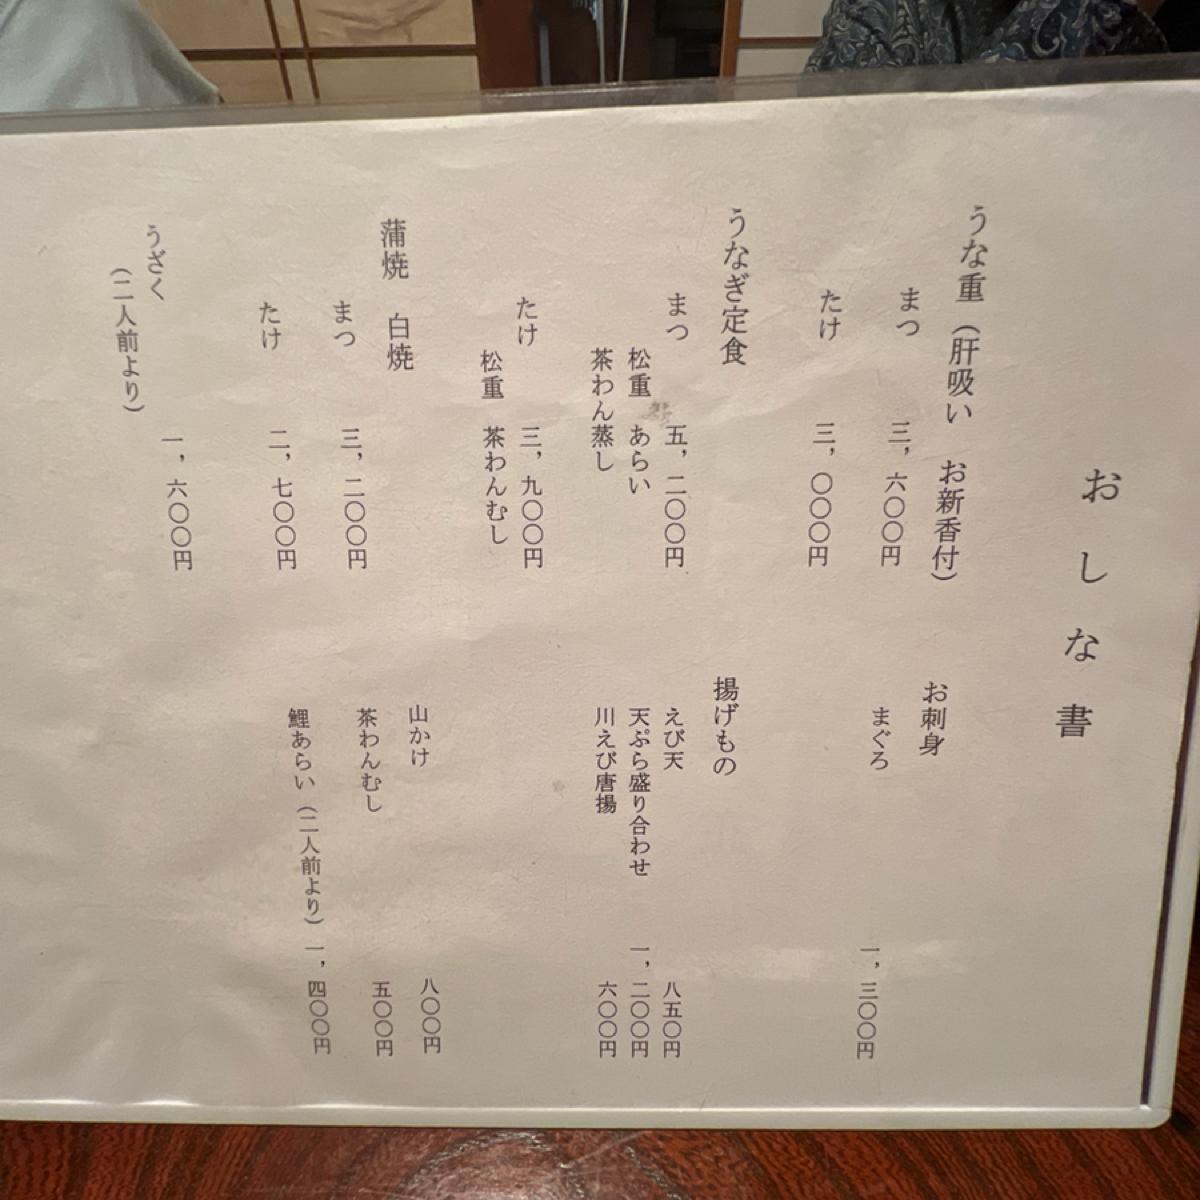 おしな書
うな重（肝吸い　お新香付）
まつ　三，六〇〇円
たけ　三，〇〇〇円
うなぎ定食
まつ　五，二〇〇円
松重　あらい
茶わん蒸し
たけ　三，九〇〇円
松重　茶わんむし
蒲焼　白焼
まつ　三，二〇〇円
たけ　二，七〇〇円
うざく　一，六〇〇円
（二人前より）
お刺身
まぐろ　一，三〇〇円
揚げもの
えび天　八五〇円
天ぷら盛り合わせ　一，二〇〇円
川えび唐揚　六〇〇円
山かけ　八〇〇円
茶わんむし　五〇〇円
鯉あらい（二人前より）一，四〇〇円